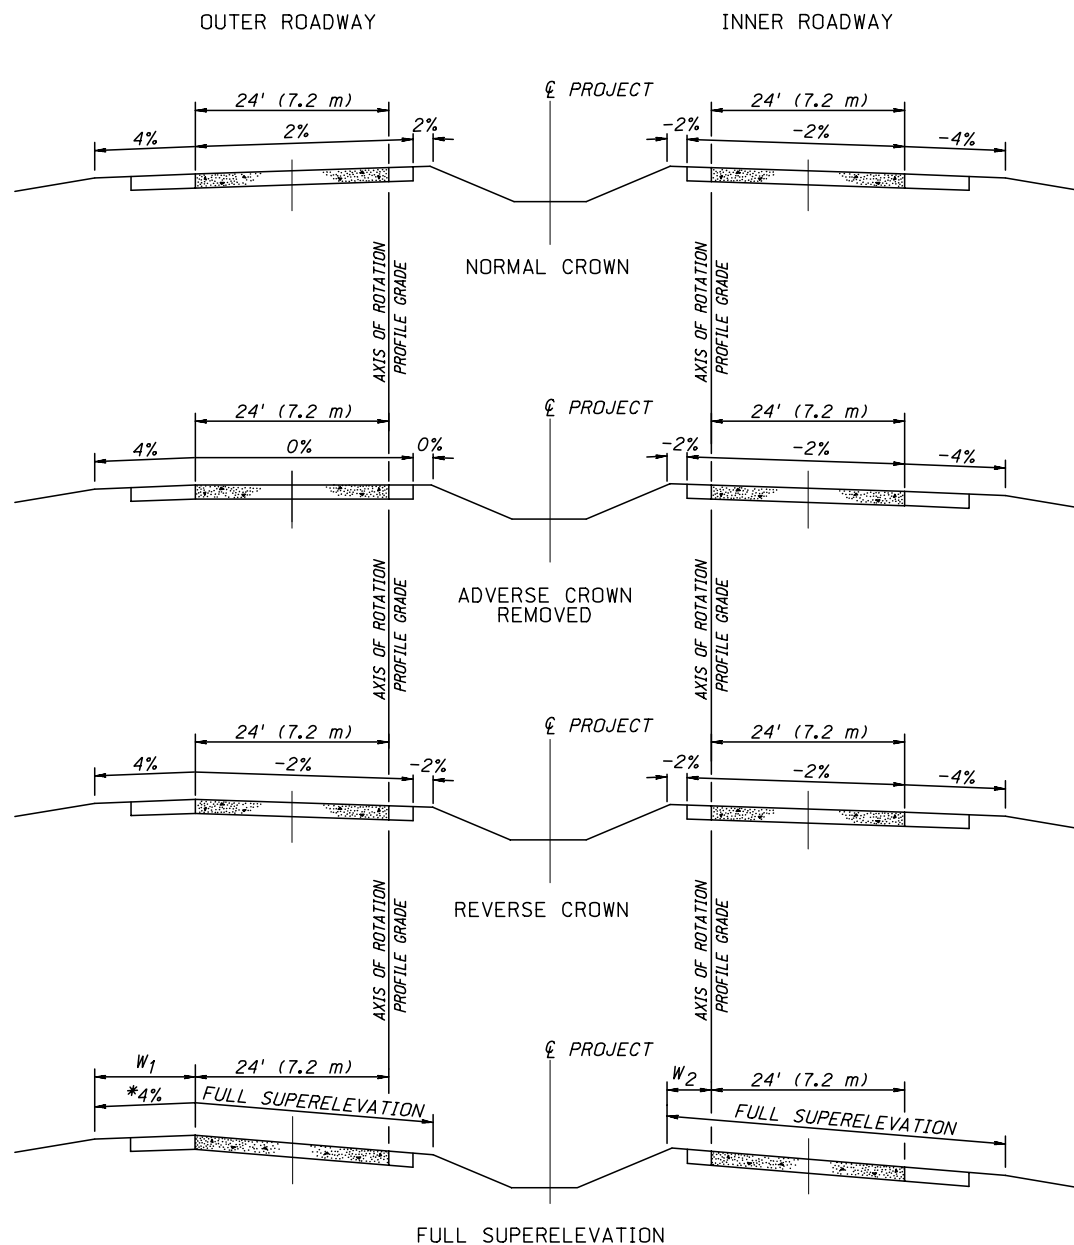 OUTER ROADWAY
INNER ROADWAY
℄ PROJECT
24' (7.2 m)
24' (7.2 m)
4%
2%
2%
-2%
-2%
-4%
NORMAL CROWN
AXIS OF ROTATION
PROFILE GRADE
AXIS OF ROTATION
PROFILE GRADE
℄ PROJECT
24' (7.2 m)
24' (7.2 m)
4%
0%
0%
-2%
-2%
-4%
ADVERSE CROWN
REMOVED
AXIS OF ROTATION
PROFILE GRADE
AXIS OF ROTATION
PROFILE GRADE
℄ PROJECT
24' (7.2 m)
24' (7.2 m)
4%
-2%
-2%
-2%
-2%
-4%
REVERSE CROWN
AXIS OF ROTATION
PROFILE GRADE
AXIS OF ROTATION
PROFILE GRADE
℄ PROJECT
W1
24' (7.2 m)
W2
24' (7.2 m)
*4%
FULL SUPERELEVATION
FULL SUPERELEVATION
FULL SUPERELEVATION